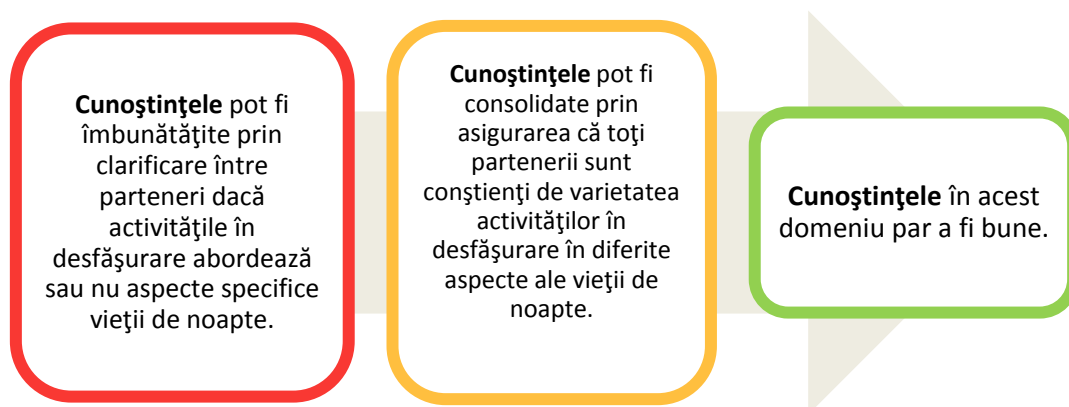 Cunoştinţele pot fi
îmbunătăţite prin
clarificare între
parteneri dacă
activităţile în
desfăşurare abordează
sau nu aspecte specifice
vieţii de noapte.
Cunoştinţele pot fi
consolidate prin
asigurarea că toţi
partenerii sunt
conştienţi de varietatea
activităţilor în
desfăşurare în diferite
aspecte ale vieţii de
noapte.
Cunoştinţele în acest
domeniu par a fi bune.